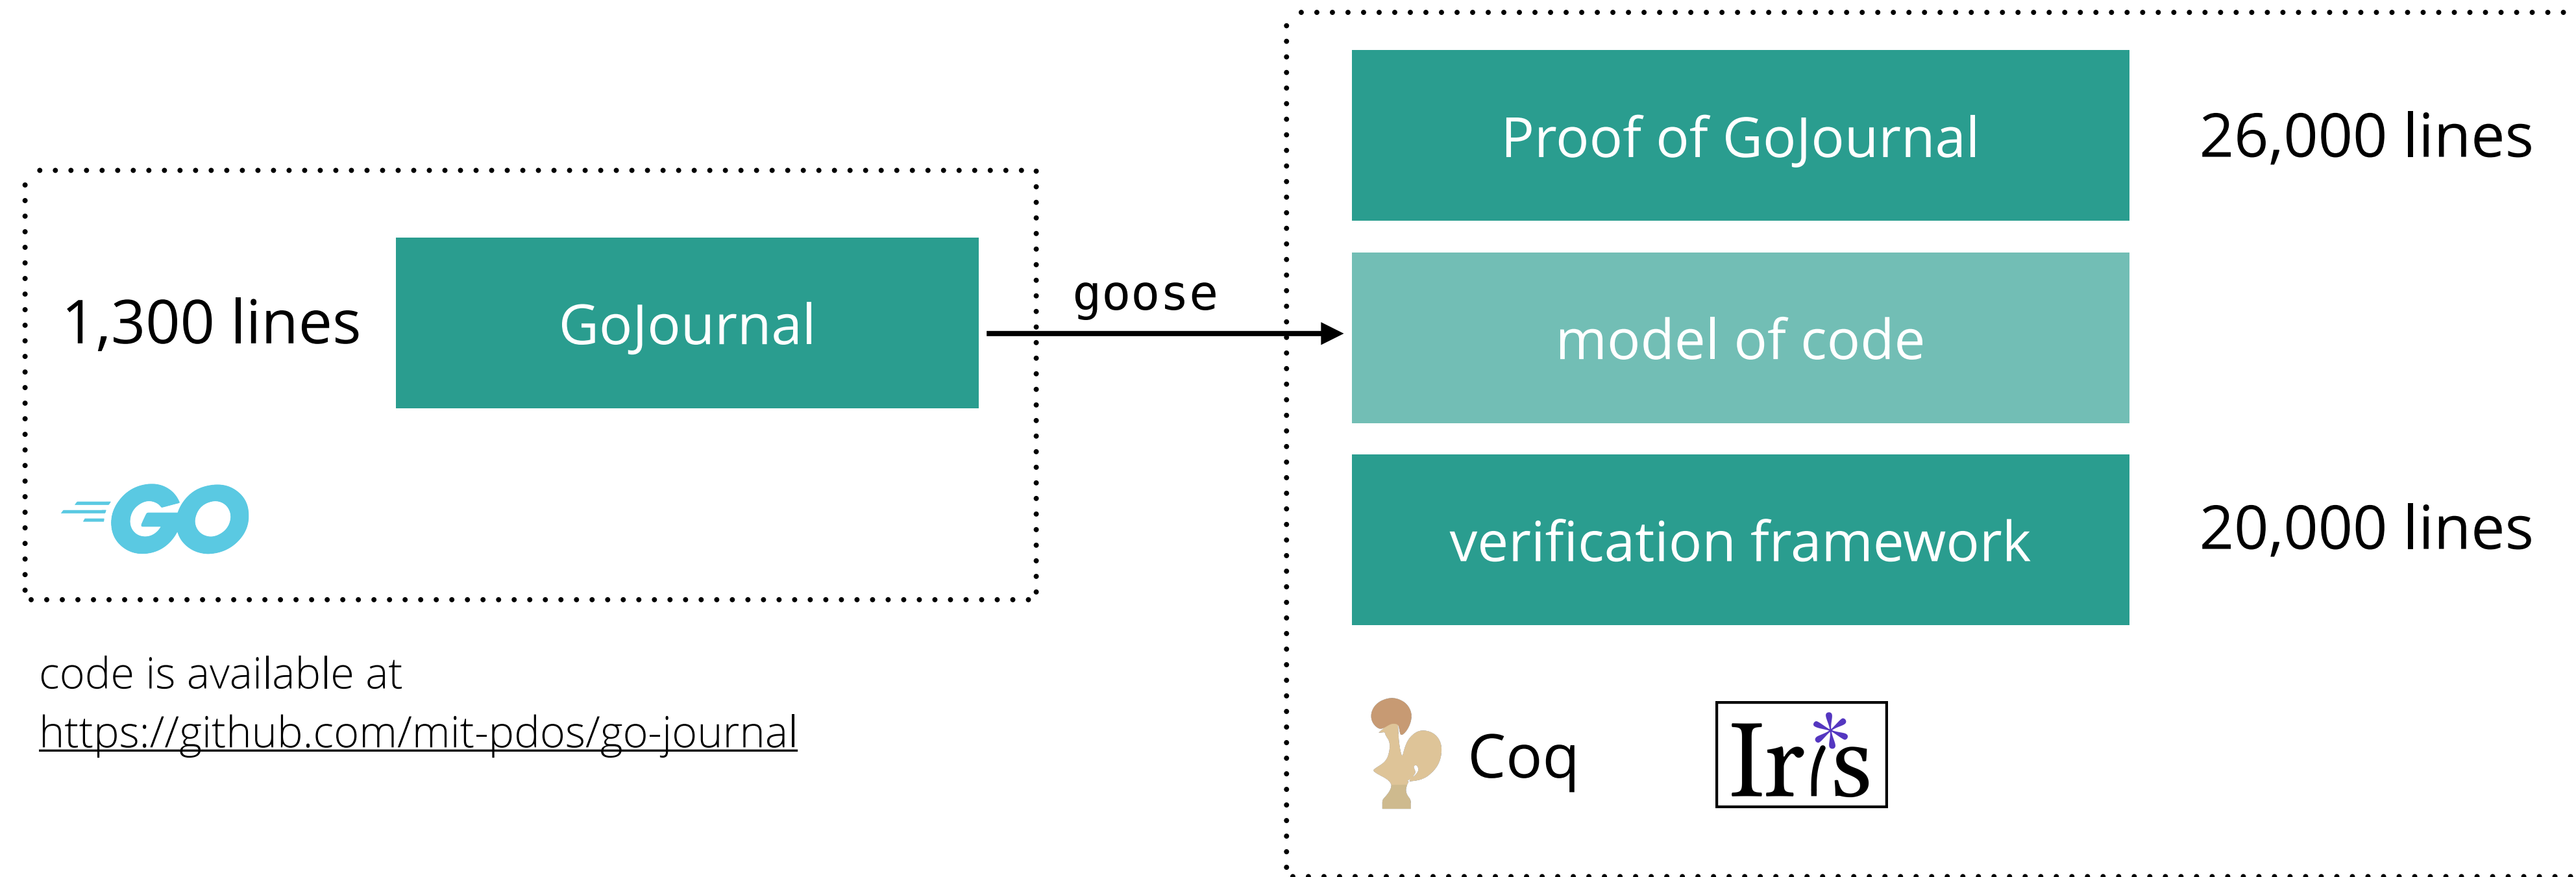 1,300 lines
GoJournal
GO
code is available at
https://github.com/mit-pdos/go-journal
goose
Proof of GoJournal
26,000 lines
model of code
verification framework
20,000 lines
Coq
Iris